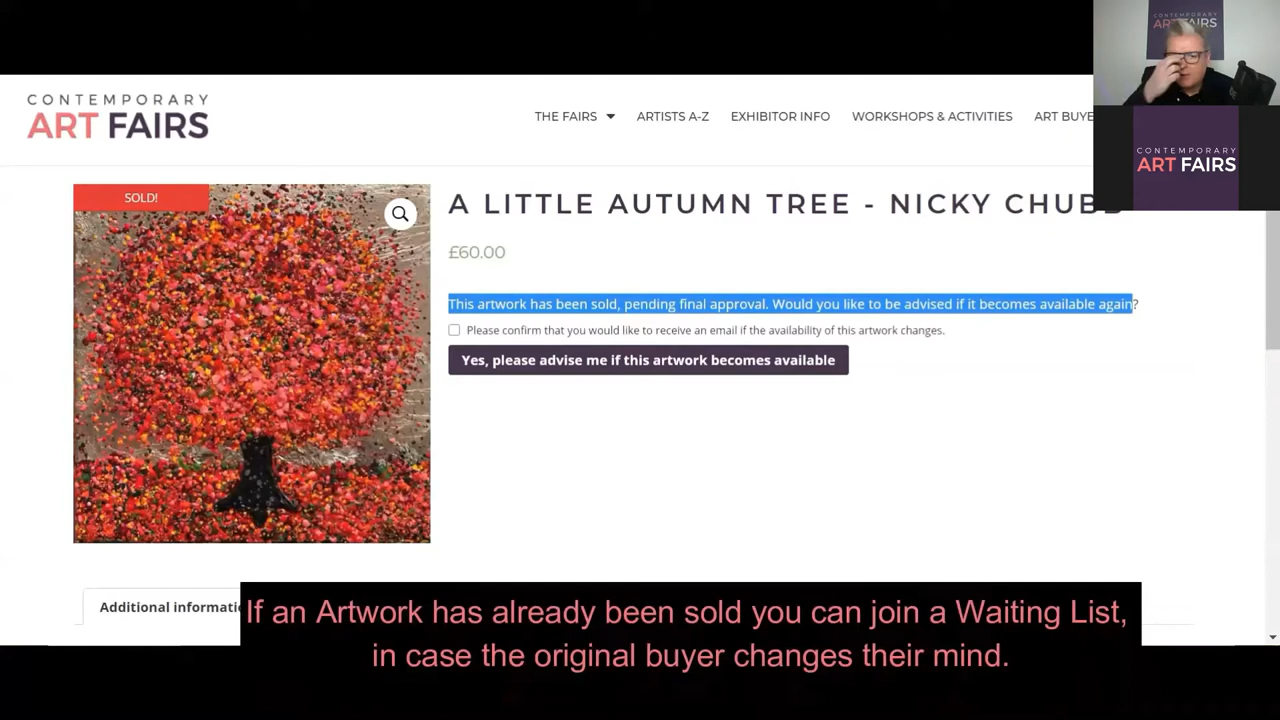 CONTEMPORARY
ART FAIRS
THE FAIRS
ARTISTS A-Z
EXHIBITOR INFO
WORKSHOPS & ACTIVITIES
ART BUYE
CONTEMPORARY
ART FAIRS
CONTEMPORARY
ART FAIRS
SOLD!
A LITTLE AUTUMN TREE - NICKY CHUBB
£60.00
This artwork has been sold, pending final approval. Would you like to be advised if it becomes available again?
Please confirm that you would like to receive an email if the availability of this artwork changes.
Yes, please advise me if this artwork becomes available
Additional informati
If an Artwork has already been sold you can join a Waiting List,
in case the original buyer changes their mind.